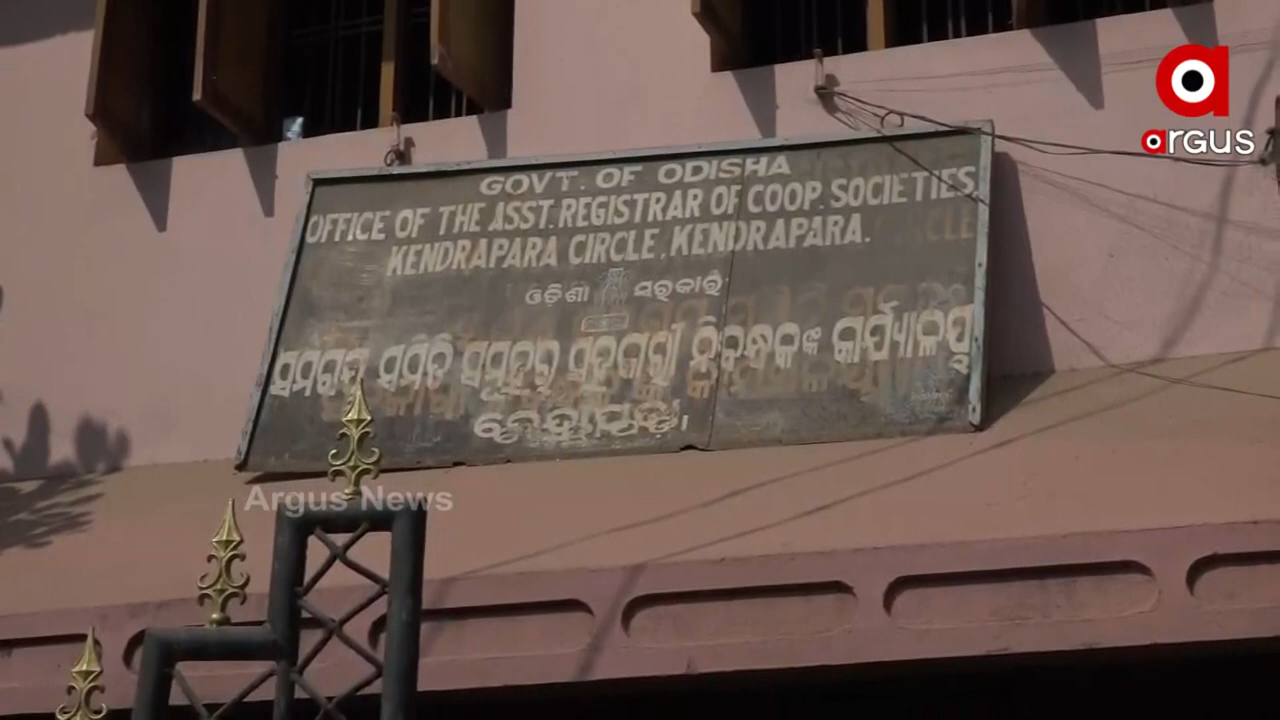 GOVT. OF ODISHA
OFFICE OF THE ASST. REGISTRAR OF COOP. SOCIETIES,
KENDRAPARA CIRCLE, KENDRAPARA.
ଓଡ଼ିଶା ସରକାର
ସମବାୟ ସମିତି ସମୂହର ସହକାରୀ ନିବନ୍ଧକଙ୍କ କାର୍ଯ୍ୟାଳୟ
କେନ୍ଦ୍ରାପଡ଼ା।
argus
Argus News